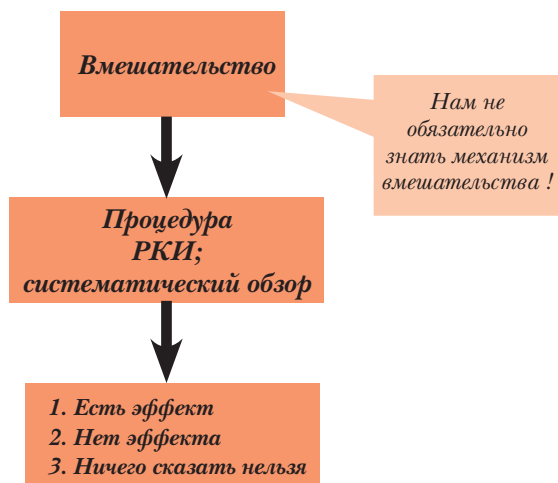 Вмешательство
Нам не
обязательно
знать механизм
вмешательства !
Процедура
РКИ;
систематический обзор
1. Есть эффект
2. Нет эффекта
3. Ничего сказать нельзя